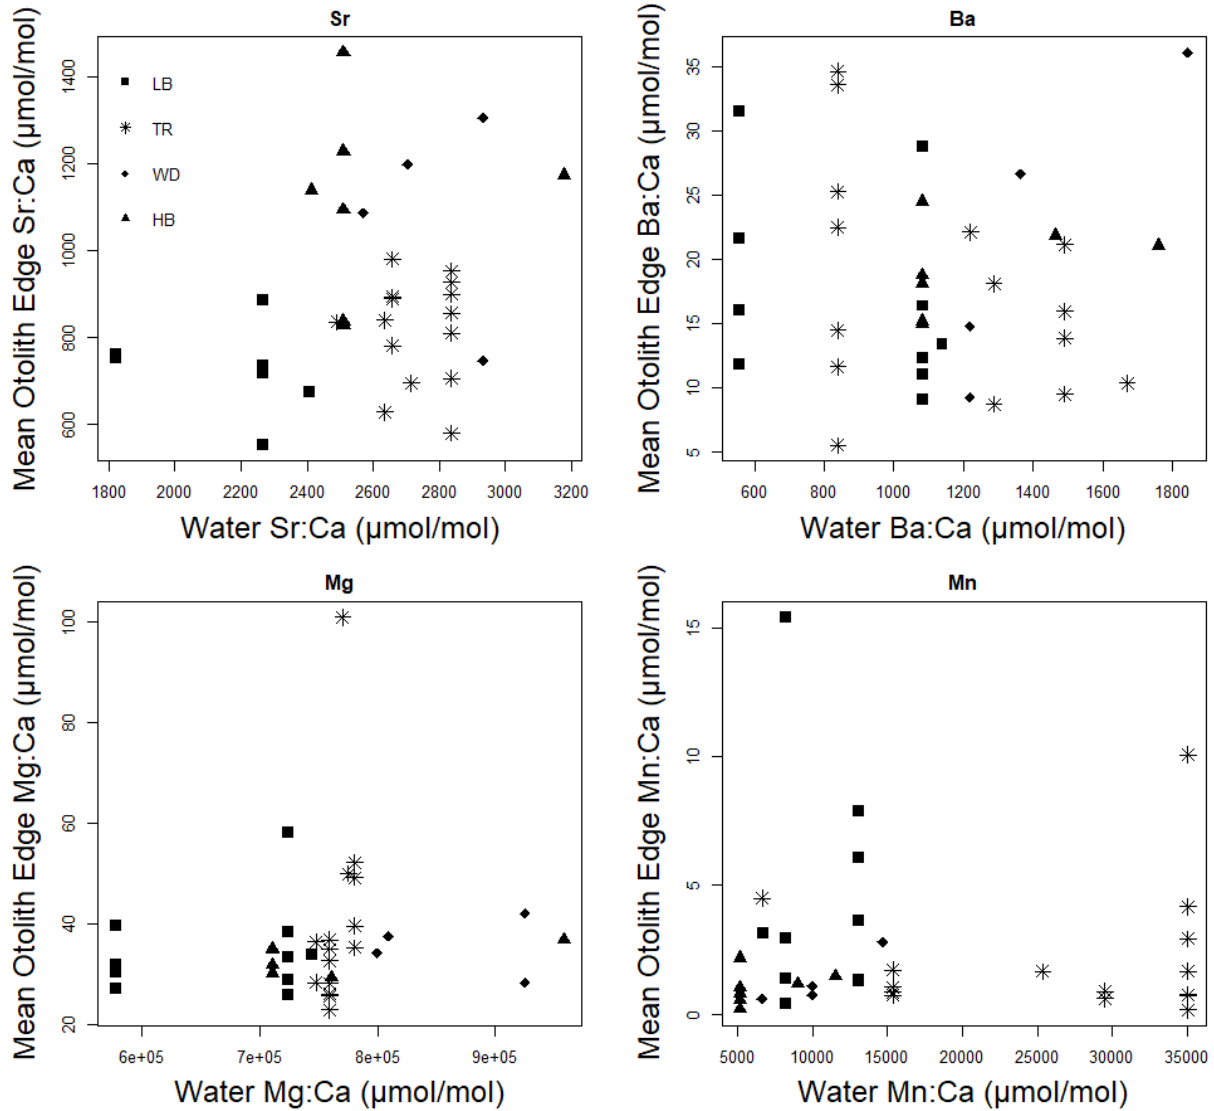 Sr
Mean Otolith Edge Sr:Ca (µmol/mol)
1400
1200
1000
800
600
LB
TR
WD
HB
1800 2000 2200 2400 2600 2800 3000 3200
Water Sr:Ca (µmol/mol)
Ba
Mean Otolith Edge Ba:Ca (µmol/mol)
35
30
25
20
15
10
5
600 800 1000 1200 1400 1600 1800
Water Ba:Ca (µmol/mol)
Mg
Mean Otolith Edge Mg:Ca (µmol/mol)
100
80
60
40
20
6e+05 7e+05 8e+05 9e+05
Water Mg:Ca (µmol/mol)
Mn
Mean Otolith Edge Mn:Ca (µmol/mol)
15
10
5
0
5000 10000 15000 20000 25000 30000 35000
Water Mn:Ca (µmol/mol)